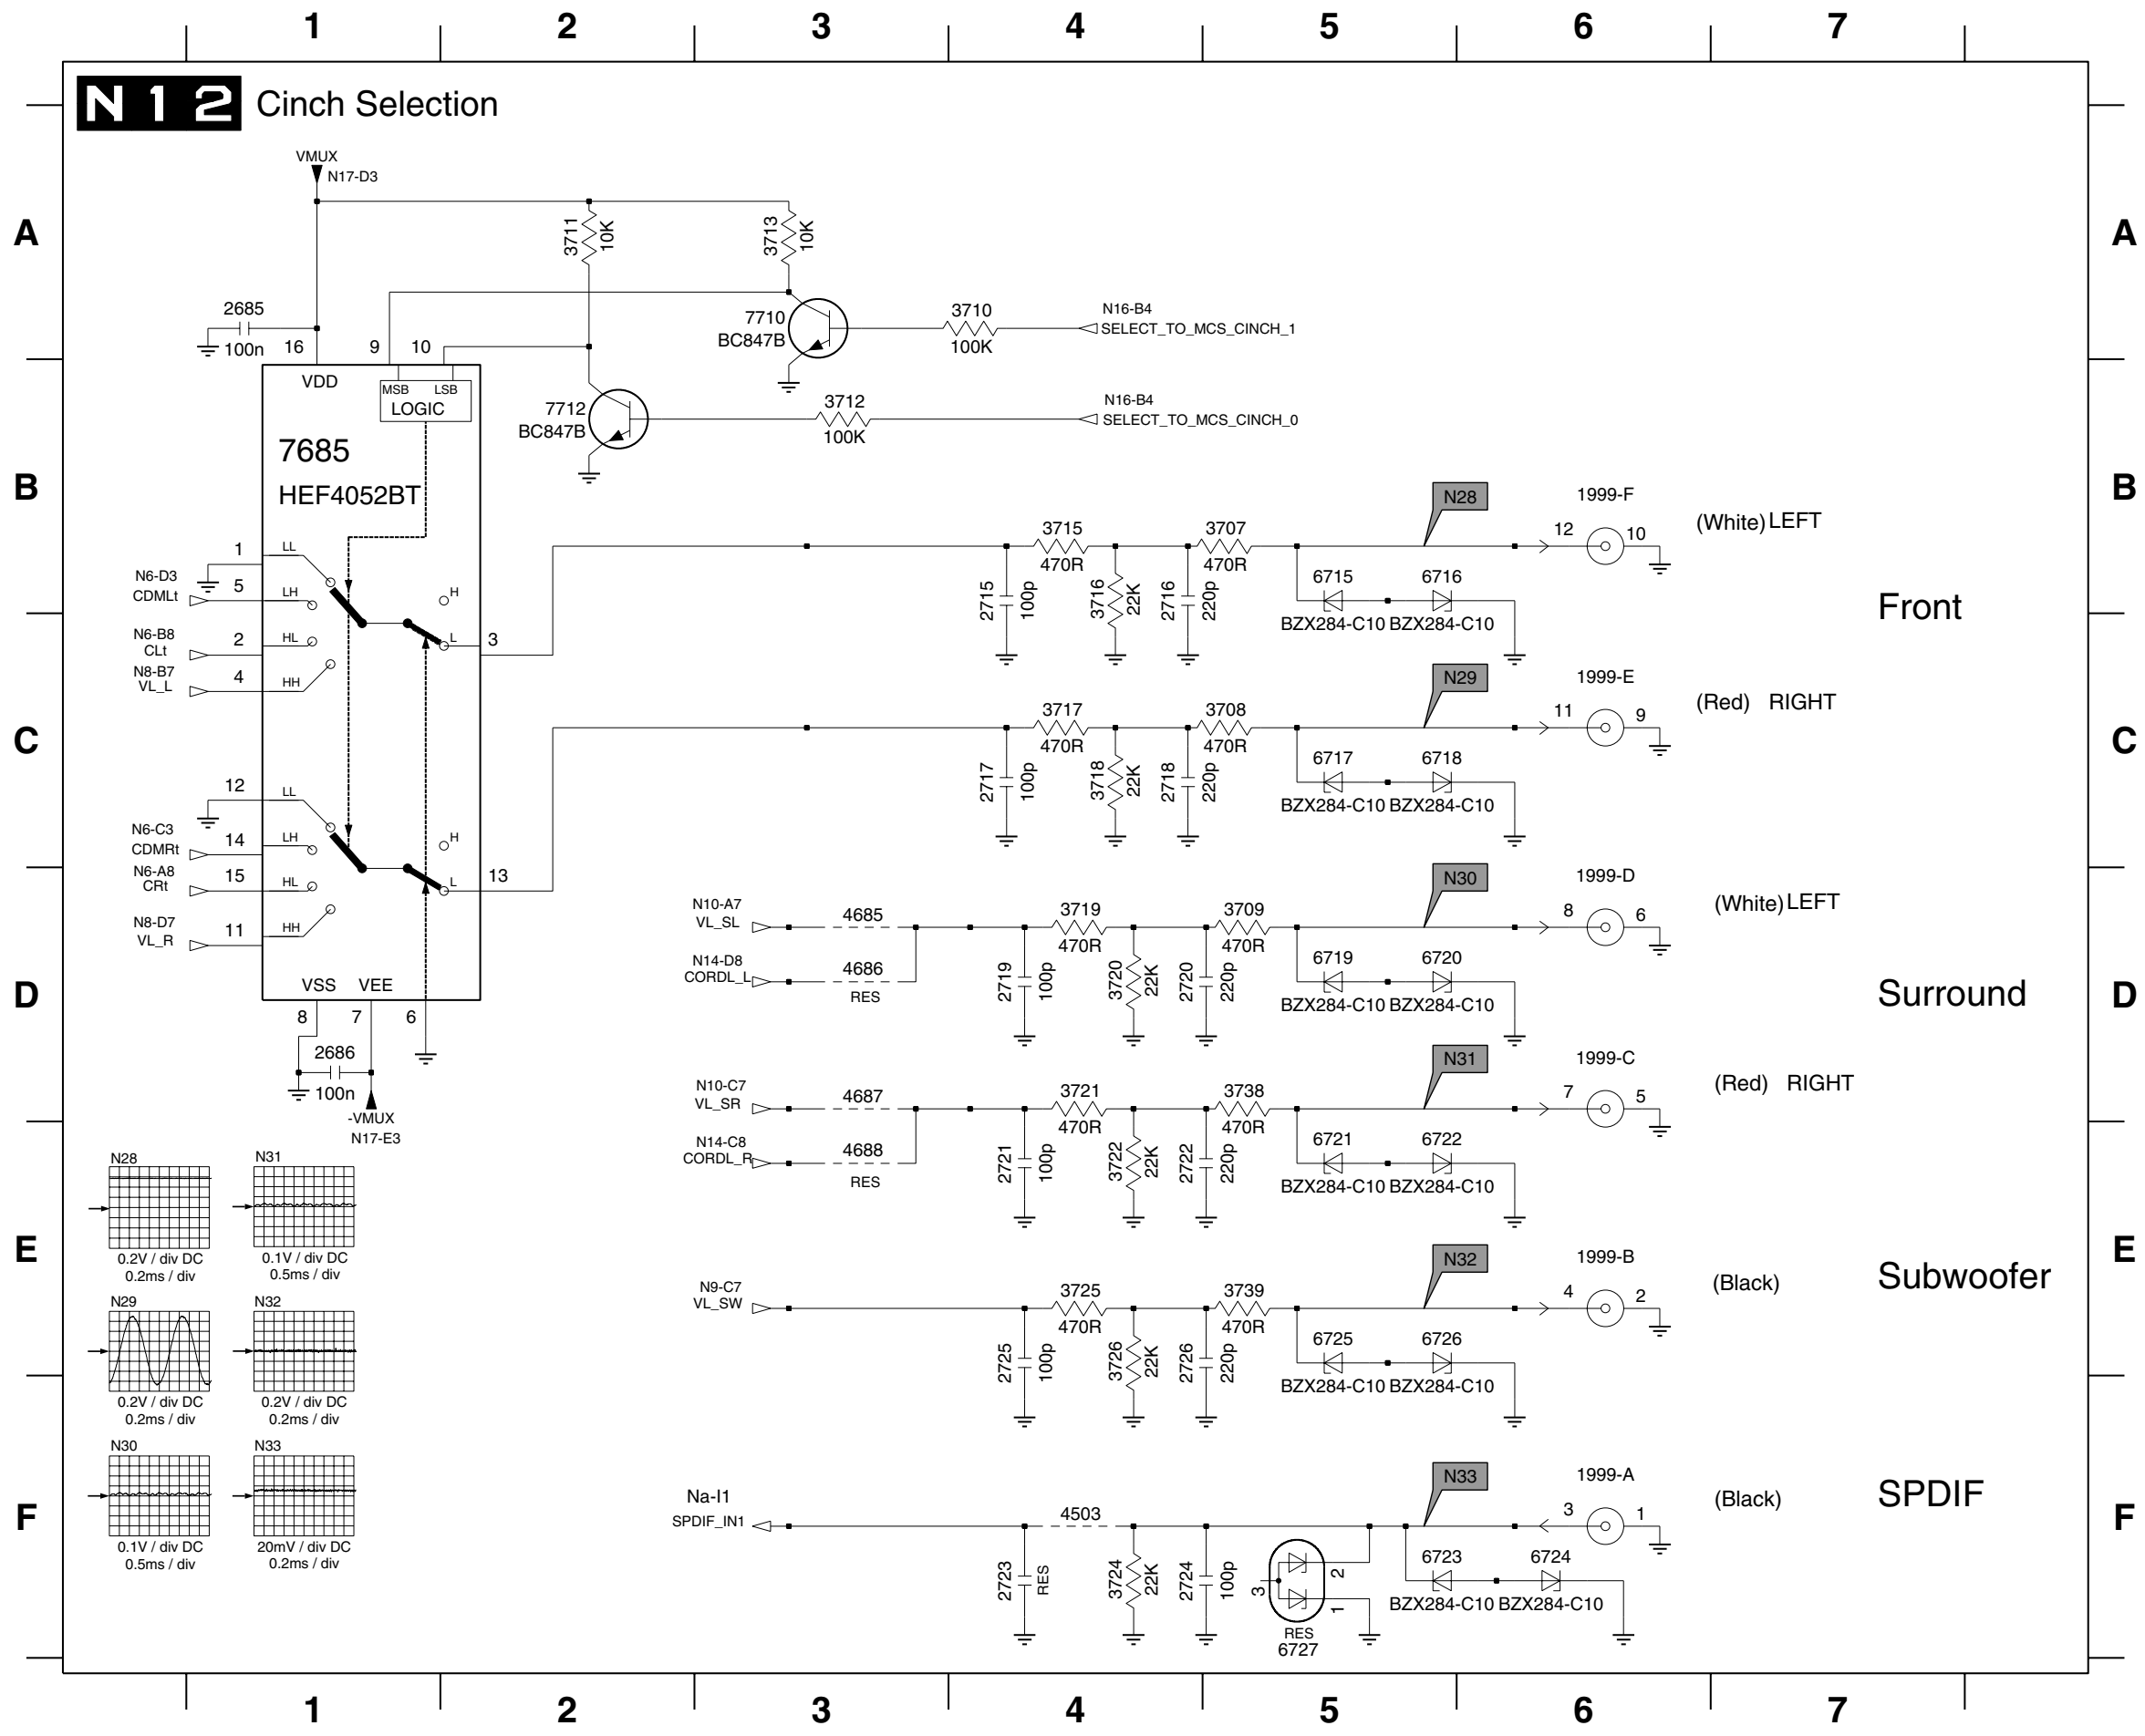 1 2 3 4 5 6 7
N12 Cinch Selection
VMUX
N17-D3
A A
3711 10K
3713 10K
2685
100n
16 9 10
7710
BC847B
3710
100K
N16-B4
SELECT_TO_MCS_CINCH_1
VDD
MSB LSB
LOGIC
7712
BC847B
3712
100K
N16-B4
SELECT_TO_MCS_CINCH_0
7685
HEF4052BT
B B
1 LL
N6-D3
CDMLt
5 LH
N6-B8
CLt
2 HL
N8-B7
VL_L
4 HH
H
L
3
3715
470R
3707
470R
N28
1999-F
12 10
(White) LEFT
2715 100p
3716 22K
2716 220p
6715 6716
BZX284-C10 BZX284-C10
Front
C C
3717
470R
3708
470R
N29
1999-E
11 9
(Red) RIGHT
2717 100p
3718 22K
2718 220p
6717 6718
BZX284-C10 BZX284-C10
12 LL
N6-C3
CDMRt
14 LH
N6-A8
CRt
15 HL
N8-D7
VL_R
11 HH
H
L
13
VSS VEE
8 7 6
2686
100n
-VMUX
N17-E3
D D
N10-A7
VL_SL
4685
N14-D8
CORDL_L
4686
RES
3719
470R
3709
470R
N30
1999-D
8 6
(White) LEFT
2719 100p
3720 22K
2720 220p
6719 6720
BZX284-C10 BZX284-C10
Surround
N10-C7
VL_SR
4687
N14-C8
CORDL_R
4688
RES
3721
470R
3738
470R
N31
1999-C
7 5
(Red) RIGHT
2721 100p
3722 22K
2722 220p
6721 6722
BZX284-C10 BZX284-C10
E E
N28
0.2V / div DC
0.2ms / div
N31
0.1V / div DC
0.5ms / div
N29
0.2V / div DC
0.2ms / div
N32
0.2V / div DC
0.2ms / div
N30
0.1V / div DC
0.5ms / div
N33
20mV / div DC
0.2ms / div
N9-C7
VL_SW
3725
470R
3739
470R
N32
1999-B
4 2
(Black)
Subwoofer
2725 100p
3726 22K
2726 220p
6725 6726
BZX284-C10 BZX284-C10
F F
Na-I1
SPDIF_IN1
4503
N33
1999-A
3 1
(Black)
SPDIF
2723 RES
3724 22K
2724 100p
3 2 1
RES
6727
6723 6724
BZX284-C10 BZX284-C10
1 2 3 4 5 6 7